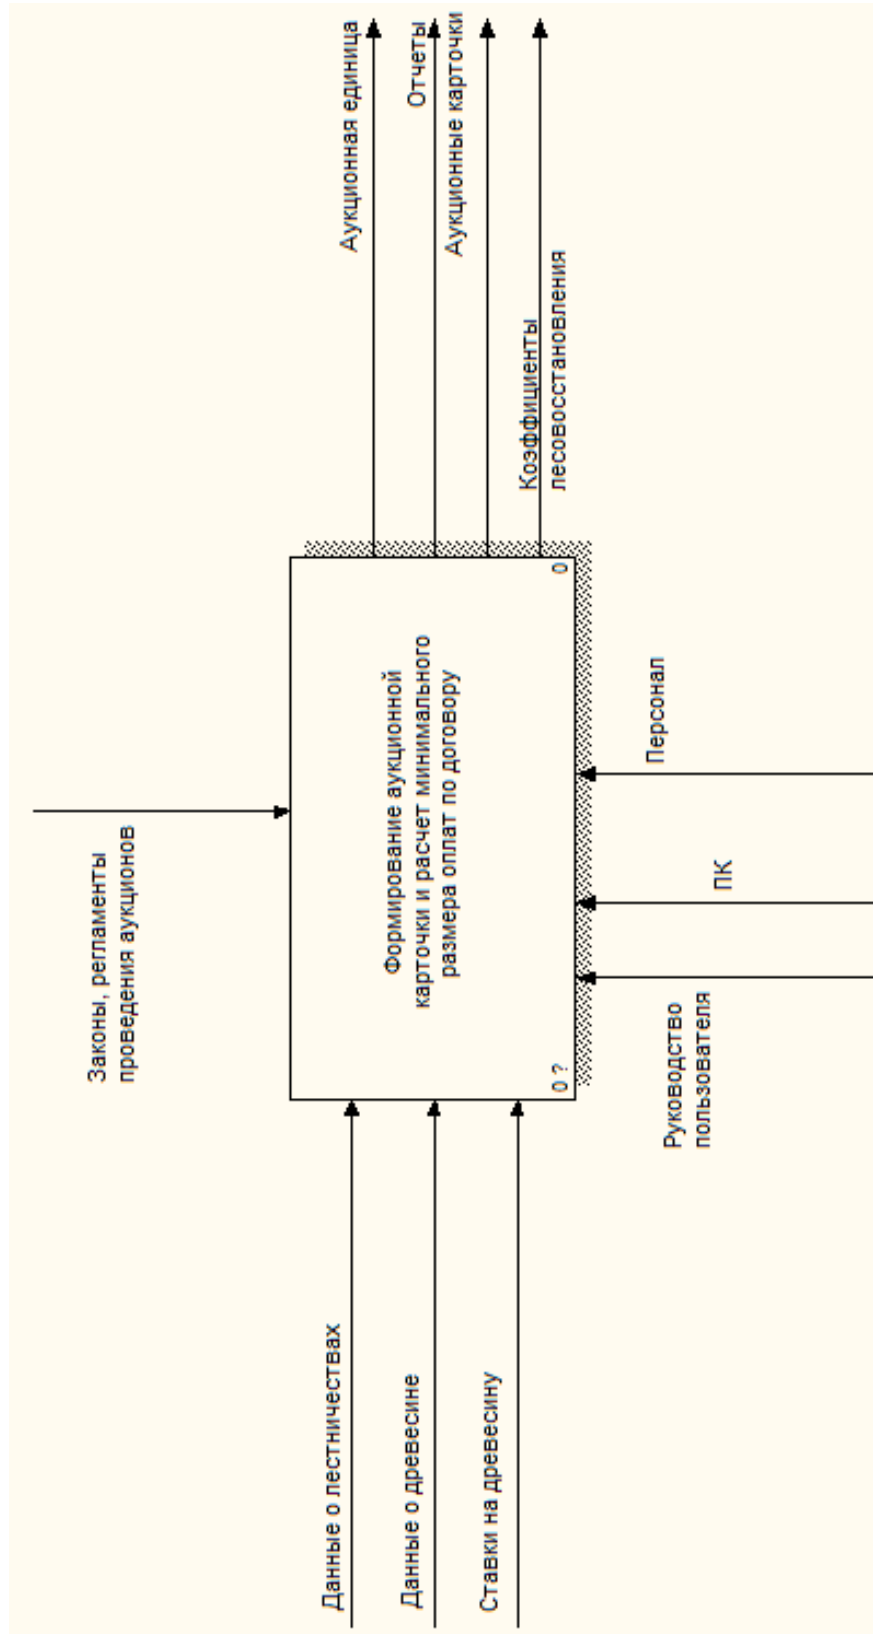 Законы, регламенты
проведения аукционов
Данные о лестничествах
Данные о древесине
Ставки на древесину
Формирование аукционной
карточки и расчет минимального
размера оплат по договору
0 ?
0
Аукционная единица
Отчеты
Аукционные карточки
Коэффициенты
лесовосстановления
Руководство
пользователя
ПК
Персонал